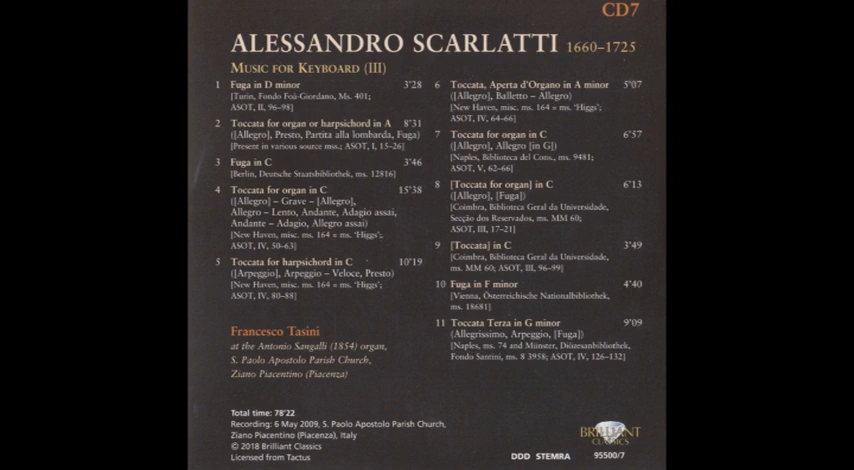 CD7
ALESSANDRO SCARLATTI 1660–1725
MUSIC FOR KEYBOARD (III)
1 Fuga in D minor 3'28
[Turin, Fondo Foà-Giordano, Ms. 401;
ASOT, II, 96–98]
2 Toccata for organ or harpsichord in A 8'31
([Allegro], Presto, Partita alla lombarda, Fuga)
[Present in various source mss.; ASOT, I, 15–26]
3 Fuga in C 3'46
[Berlin, Deutsche Staatsbibliothek, ms. 12816]
4 Toccata for organ in C 15'38
([Allegro] – Grave – [Allegro],
Allegro – Lento, Andante, Adagio assai,
Andante – Adagio, Allegro assai)
[New Haven, misc. ms. 164 = ms. 'Higgs';
ASOT, IV, 50–63]
5 Toccata for harpsichord in C 10'19
([Arpeggio], Arpeggio – Veloce, Presto)
[New Haven, misc. ms. 164 = ms. 'Higgs';
ASOT, IV, 80–88]
Francesco Tasini
at the Antonio Sangalli (1854) organ,
S. Paolo Apostolo Parish Church,
Ziano Piacentino (Piacenza)
6 Toccata, Aperta d'Organo in A minor 5'07
([Allegro], Balletto – Allegro)
[New Haven, misc. ms. 164 = ms. 'Higgs';
ASOT, IV, 64–66]
7 Toccata for organ in C 6'57
([Allegro], Allegro [in G])
[Naples, Biblioteca del Cons., ms. 9481;
ASOT, V, 62–66]
8 [Toccata for organ] in C 6'13
([Allegro], [Fuga])
[Coimbra, Biblioteca Geral da Universidade,
Secção dos Reservados, ms. MM 60;
ASOT, III, 17–21]
9 [Toccata] in C 3'49
[Coimbra, Biblioteca Geral da Universidade,
ms. MM 60; ASOT, III, 96–99]
10 Fuga in F minor 4'40
[Vienna, Österreichische Nationalbibliothek,
ms. 18681]
11 Toccata Terza in G minor 9'09
(Allegrissimo, Arpeggio, [Fuga])
[Naples, ms. 74 and Münster, Diözesanbibliothek,
Fondo Santini, ms. 8 3958; ASOT, IV, 126–132]
Total time: 78'22
Recording: 6 May 2009, S. Paolo Apostolo Parish Church,
Ziano Piacentino (Piacenza), Italy
© 2018 Brilliant Classics
Licensed from Tactus
DDD STEMRA
BRILLIANT
CLASSICS
95500/7